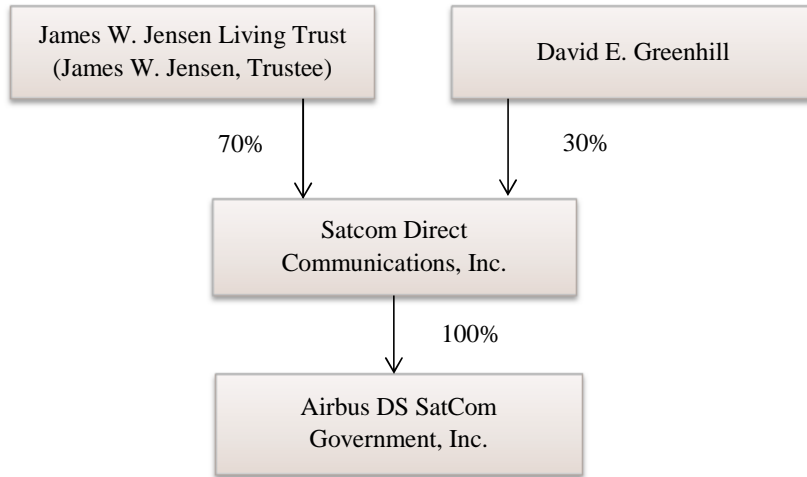 James W. Jensen Living Trust
(James W. Jensen, Trustee)
David E. Greenhill
70%
30%
Satcom Direct
Communications, Inc.
100%
Airbus DS SatCom
Government, Inc.